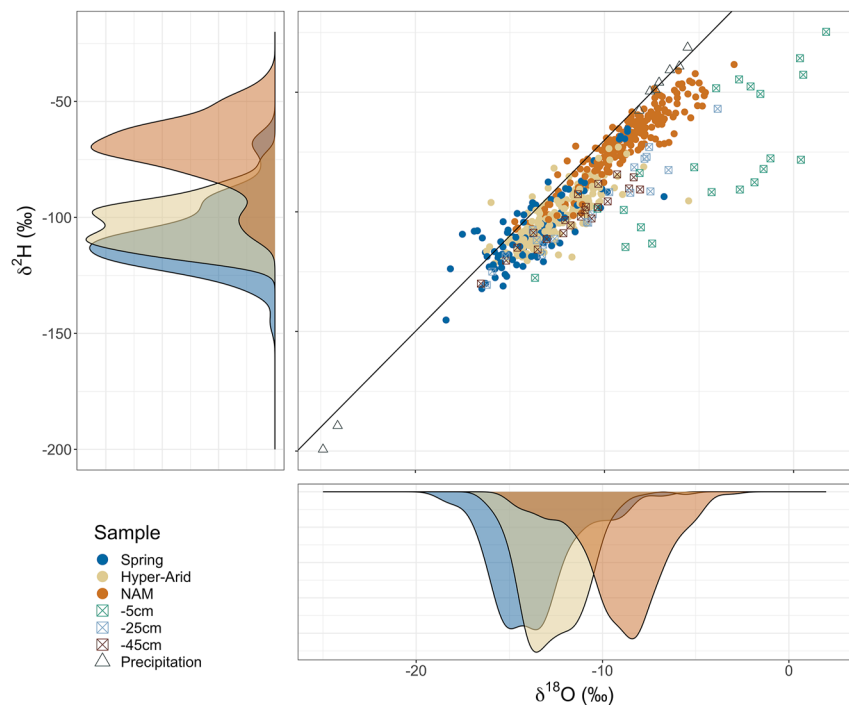 -50
-100
-150
-200
δ²H (‰)
-20
-10
0
δ¹⁸O (‰)
Sample
Spring
Hyper-Arid
NAM
-5cm
-25cm
-45cm
Precipitation